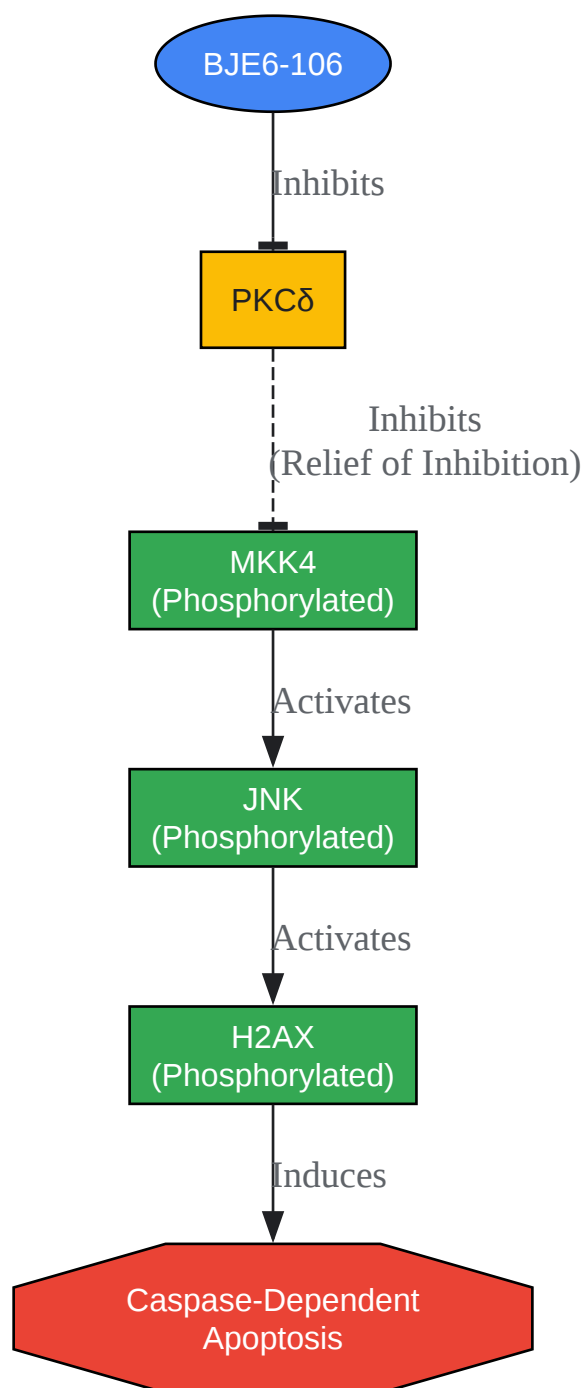 BJE6-106
Inhibits
PKCδ
Inhibits
(Relief of Inhibition)
MKK4
(Phosphorylated)
Activates
JNK
(Phosphorylated)
Activates
H2AX
(Phosphorylated)
Induces
Caspase-Dependent
Apoptosis